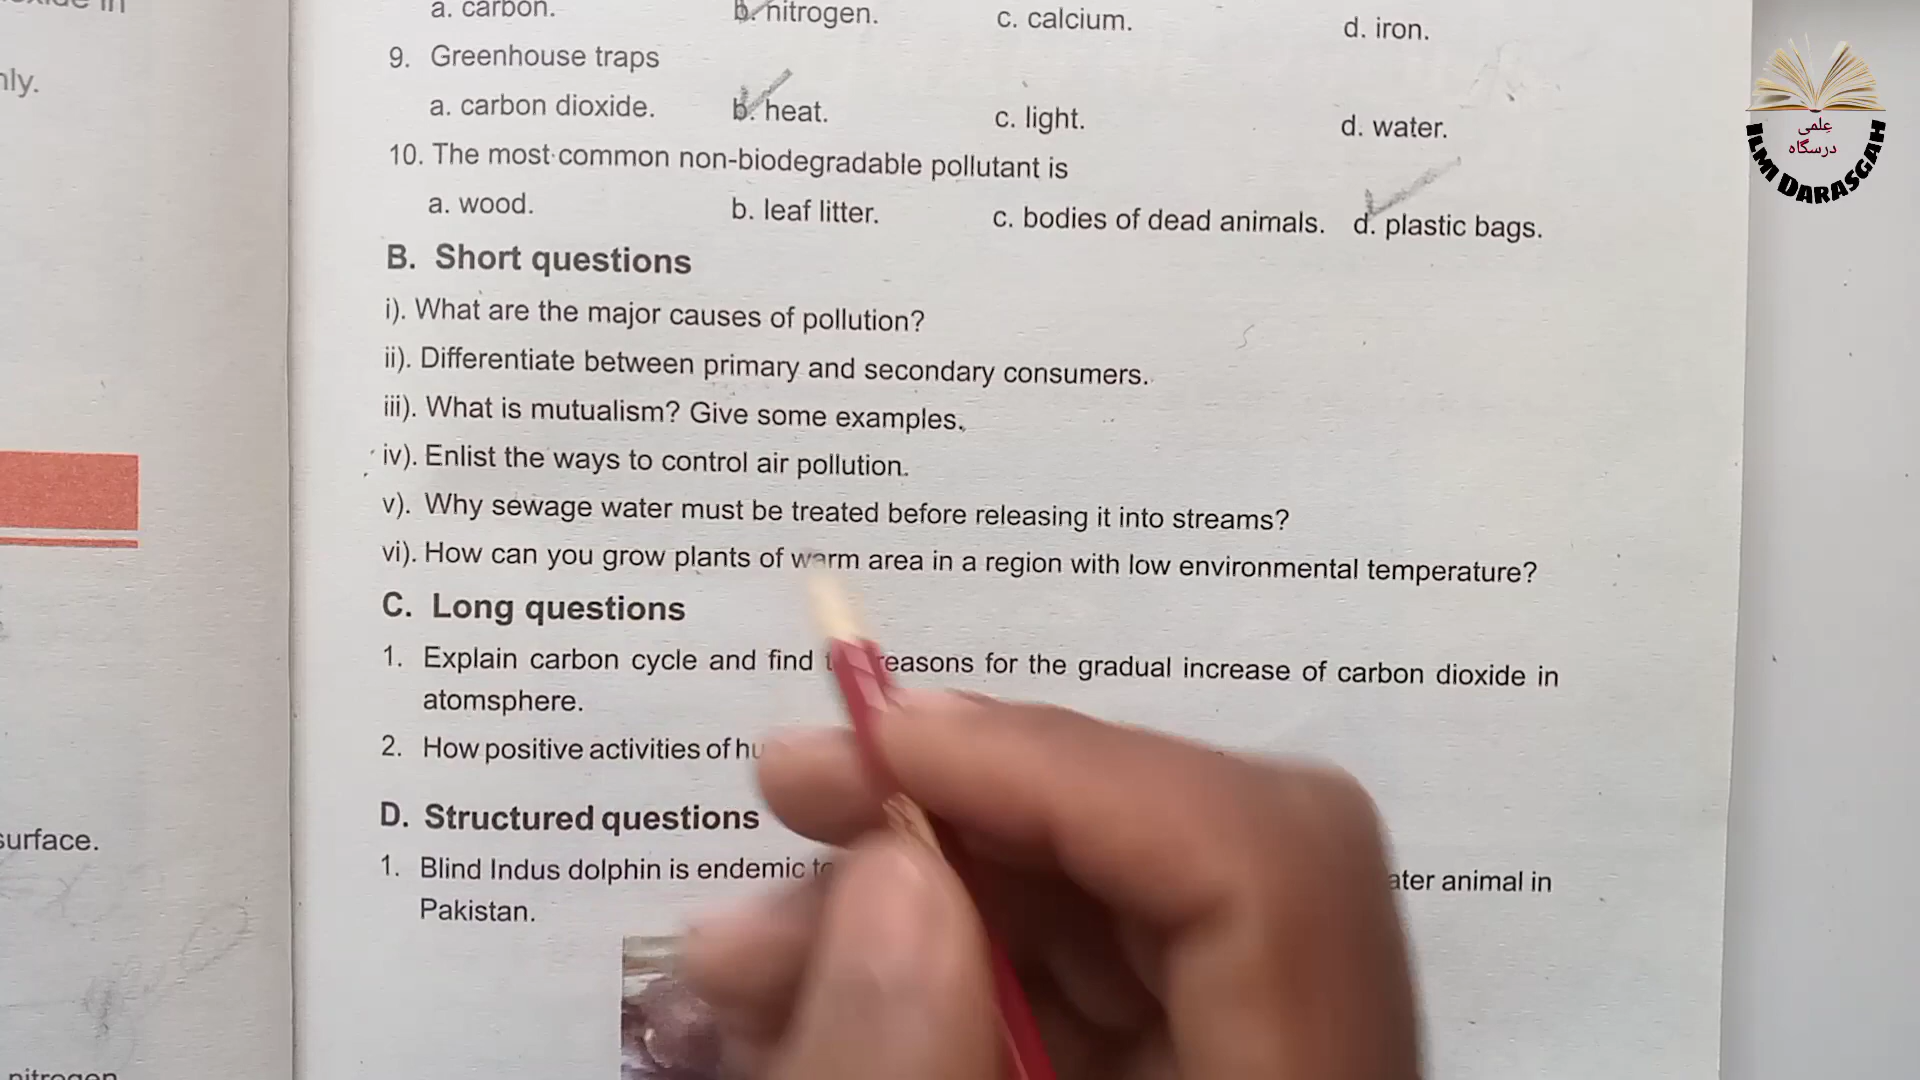 oxide in
nly.
surface.
nitrogen
a. carbon. b. nitrogen. c. calcium. d. iron.
9. Greenhouse traps
a. carbon dioxide. b. heat. c. light. d. water.
10. The most common non-biodegradable pollutant is
a. wood. b. leaf litter. c. bodies of dead animals. d. plastic bags.
B. Short questions
i). What are the major causes of pollution?
ii). Differentiate between primary and secondary consumers.
iii). What is mutualism? Give some examples.
iv). Enlist the ways to control air pollution.
v). Why sewage water must be treated before releasing it into streams?
vi). How can you grow plants of warm area in a region with low environmental temperature?
C. Long questions
1. Explain carbon cycle and find reasons for the gradual increase of carbon dioxide in
atomsphere.
2. How positive activities of
D. Structured questions
1. Blind Indus dolphin is endemic ater animal in
Pakistan.
علمی
درسگاه
ILMI DARASGAH